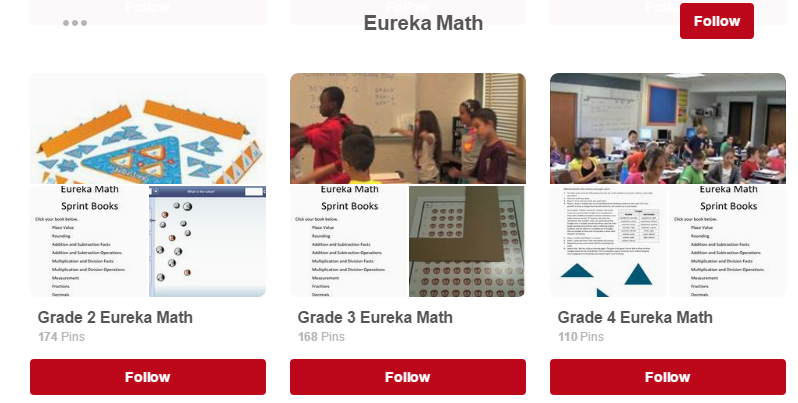 Follow
Follow
Follow
Eureka Math
Follow
Eureka Math
Sprint Books
Click your book below.
Place Value
Rounding
Addition and Subtraction Facts
Addition and Subtraction Operations
Multiplication and Division Facts
Multiplication and Division Operations
Measurement
Fractions
Decimals
What is the value?
Eureka Math
Sprint Books
Click your book below.
Place Value
Rounding
Addition and Subtraction Facts
Addition and Subtraction Operations
Multiplication and Division Facts
Multiplication and Division Operations
Measurement
Fractions
Decimals
Eureka Math
Sprint Books
Click your book below.
Place Value
Rounding
Addition and Subtraction Facts
Addition and Subtraction Operations
Multiplication and Division Facts
Multiplication and Division Operations
Measurement
Fractions
Decimals
Grade 2 Eureka Math
174 Pins
Follow
Grade 3 Eureka Math
168 Pins
Follow
Grade 4 Eureka Math
110 Pins
Follow